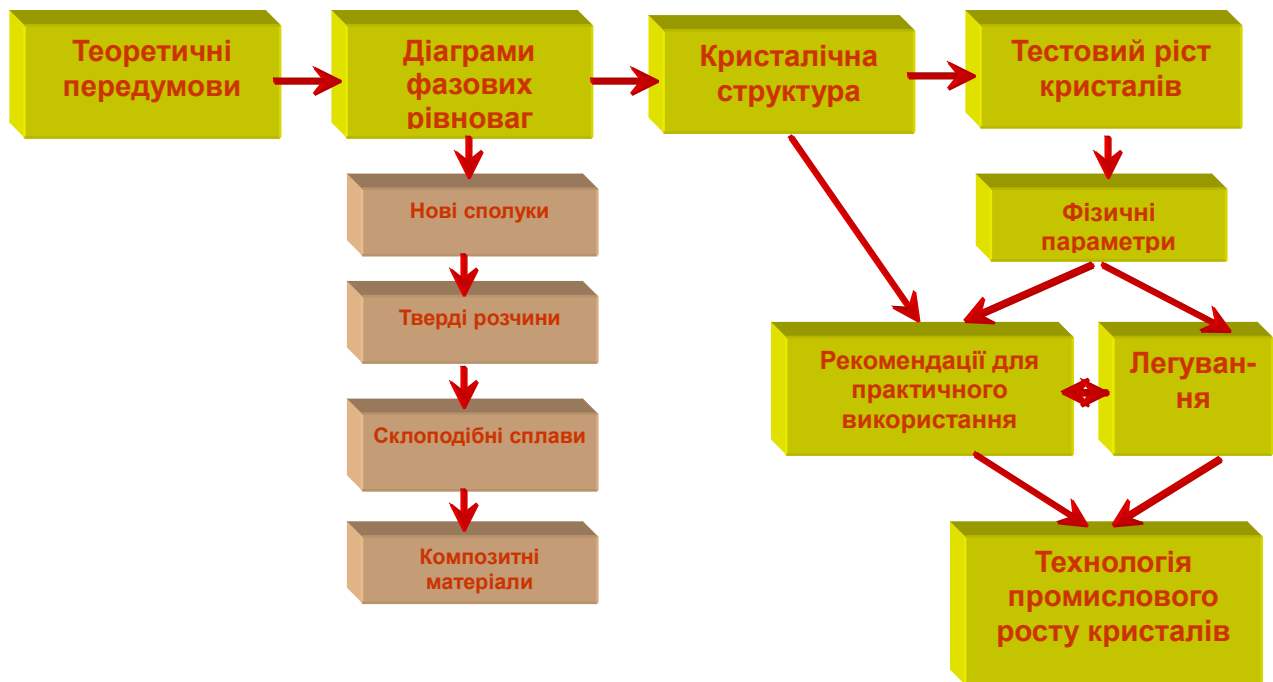 Теоретичні
передумови
Діаграми
фазових
рівноваг
Кристалічна
структура
Тестовий ріст
кристалів
Нові сполуки
Фізичні
параметри
Тверді розчини
Рекомендації для
практичного
використання
Легуван-
ня
Склоподібні сплави
Композитні
матеріали
Технологія
промислового
росту кристалів